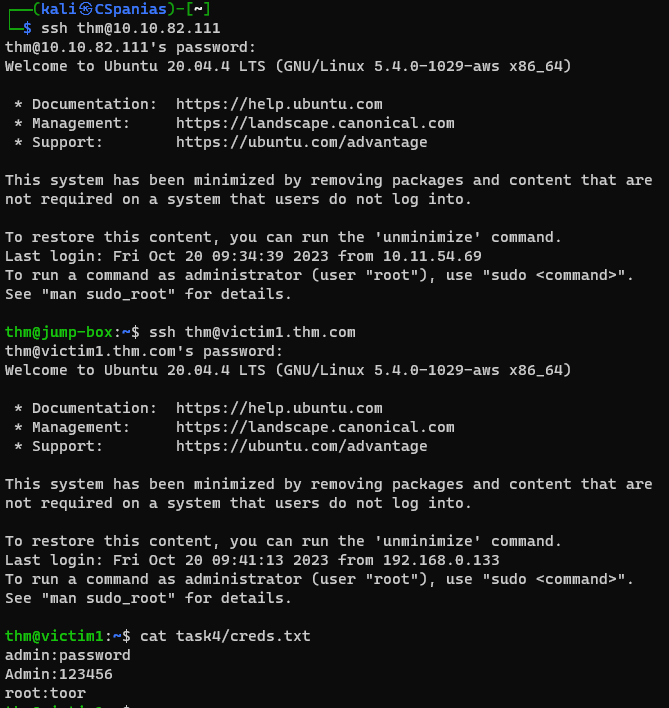 ┌──(kali㉿CSpanias)-[~]
└─$ ssh thm@10.10.82.111
thm@10.10.82.111's password:
Welcome to Ubuntu 20.04.4 LTS (GNU/Linux 5.4.0-1029-aws x86_64)
* Documentation:  https://help.ubuntu.com
* Management:     https://landscape.canonical.com
* Support:        https://ubuntu.com/advantage
This system has been minimized by removing packages and content that are
not required on a system that users do not log into.
To restore this content, you can run the 'unminimize' command.
Last login: Fri Oct 20 09:34:39 2023 from 10.11.54.69
To run a command as administrator (user "root"), use "sudo <command>".
See "man sudo_root" for details.
thm@jump-box:~$ ssh thm@victim1.thm.com
thm@victim1.thm.com's password:
Welcome to Ubuntu 20.04.4 LTS (GNU/Linux 5.4.0-1029-aws x86_64)
* Documentation:  https://help.ubuntu.com
* Management:     https://landscape.canonical.com
* Support:        https://ubuntu.com/advantage
This system has been minimized by removing packages and content that are
not required on a system that users do not log into.
To restore this content, you can run the 'unminimize' command.
Last login: Fri Oct 20 09:41:13 2023 from 192.168.0.133
To run a command as administrator (user "root"), use "sudo <command>".
See "man sudo_root" for details.
thm@victim1:~$ cat task4/creds.txt
admin:password
Admin:123456
root:toor